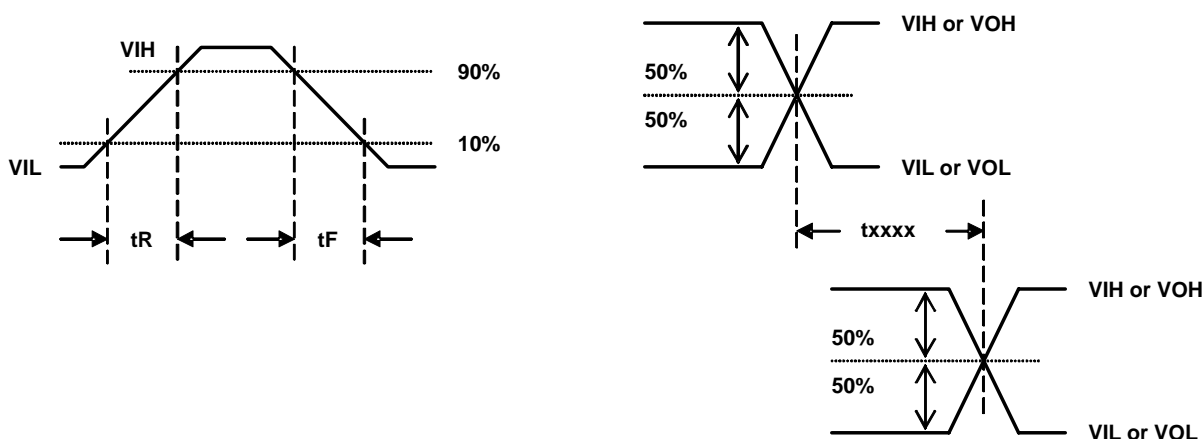 VIH
90%
10%
VIL
tR
tF
VIH or VOH
50%
50%
VIL or VOL
txxxx
VIH or VOH
50%
50%
VIL or VOL